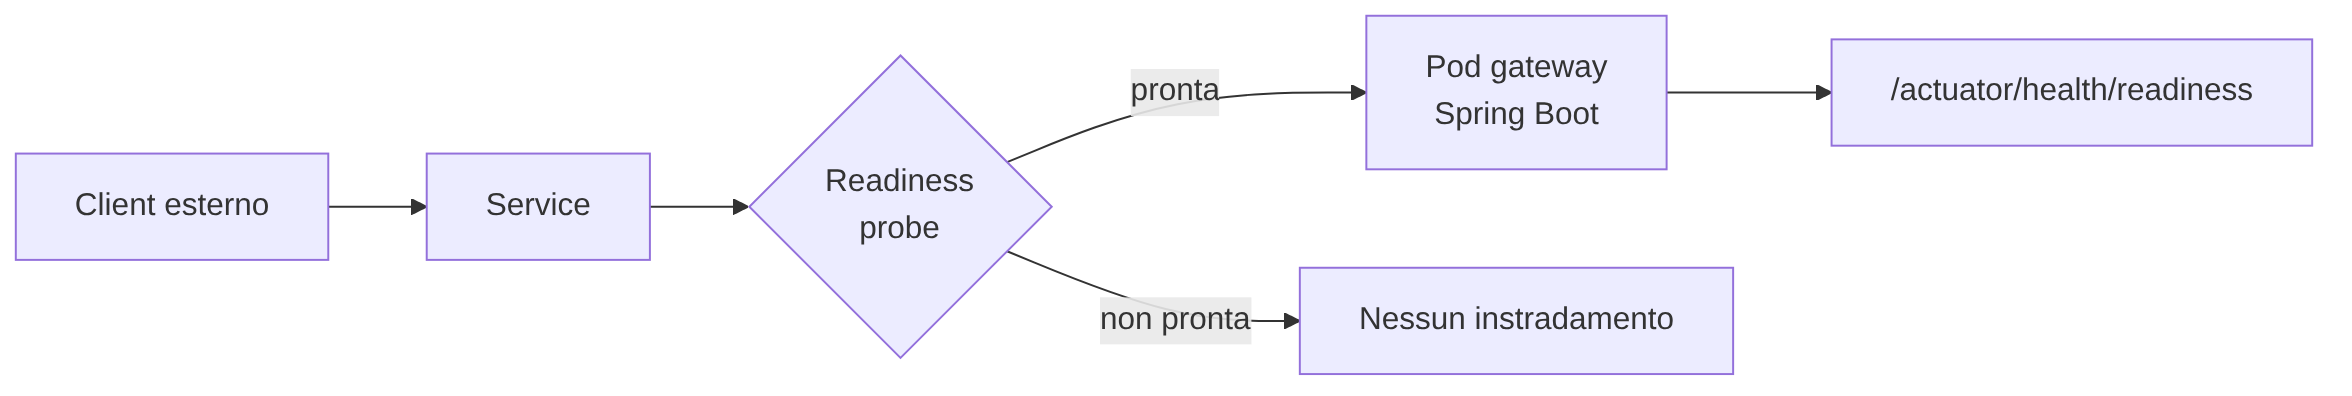 Client esterno
Service
Readiness
probe
pronta
non pronta
Pod gateway
Spring Boot
Nessun instradamento
/actuator/health/readiness